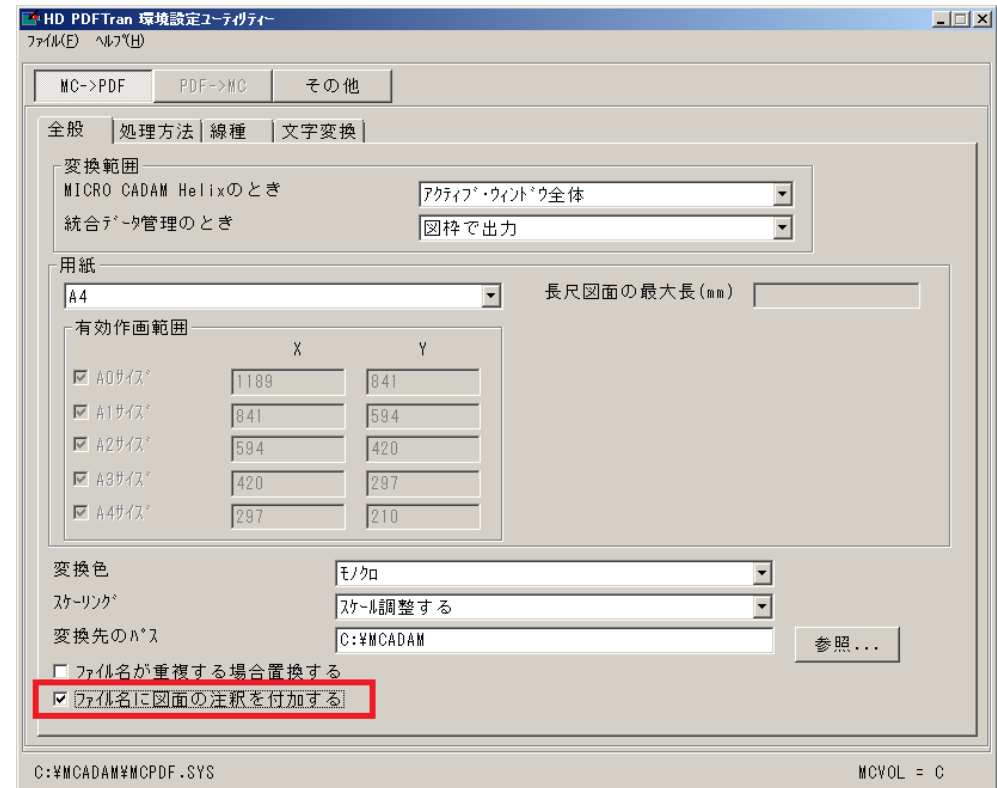 HD PDFTran 環境設定ﾕｰﾃｨﾘﾃｨｰ
ﾌｧｲﾙ(F) ﾍﾙﾌﾟ(H)
MC->PDF PDF->MC その他
全般 処理方法 線種 文字変換
変換範囲
MICRO CADAM Helixのとき ｱｸﾃｨﾌﾞ･ｳｨﾝﾄﾞｳ全体
統合ﾃﾞｰﾀ管理のとき 図枠で出力
用紙
A4 長尺図面の最大長(mm)
有効作画範囲
X Y
A0ｻｲｽﾞ 1189 841
A1ｻｲｽﾞ 841 594
A2ｻｲｽﾞ 594 420
A3ｻｲｽﾞ 420 297
A4ｻｲｽﾞ 297 210
変換色 ﾓﾉｸﾛ
ｽｹｰﾘﾝｸﾞ ｽｹｰﾙ調整する
変換先のﾊﾟｽ C:¥MCADAM 参照...
ﾌｧｲﾙ名が重複する場合置換する
ﾌｧｲﾙ名に図面の注釈を付加する
C:¥MCADAM¥MCPDF.SYS MCVOL = C